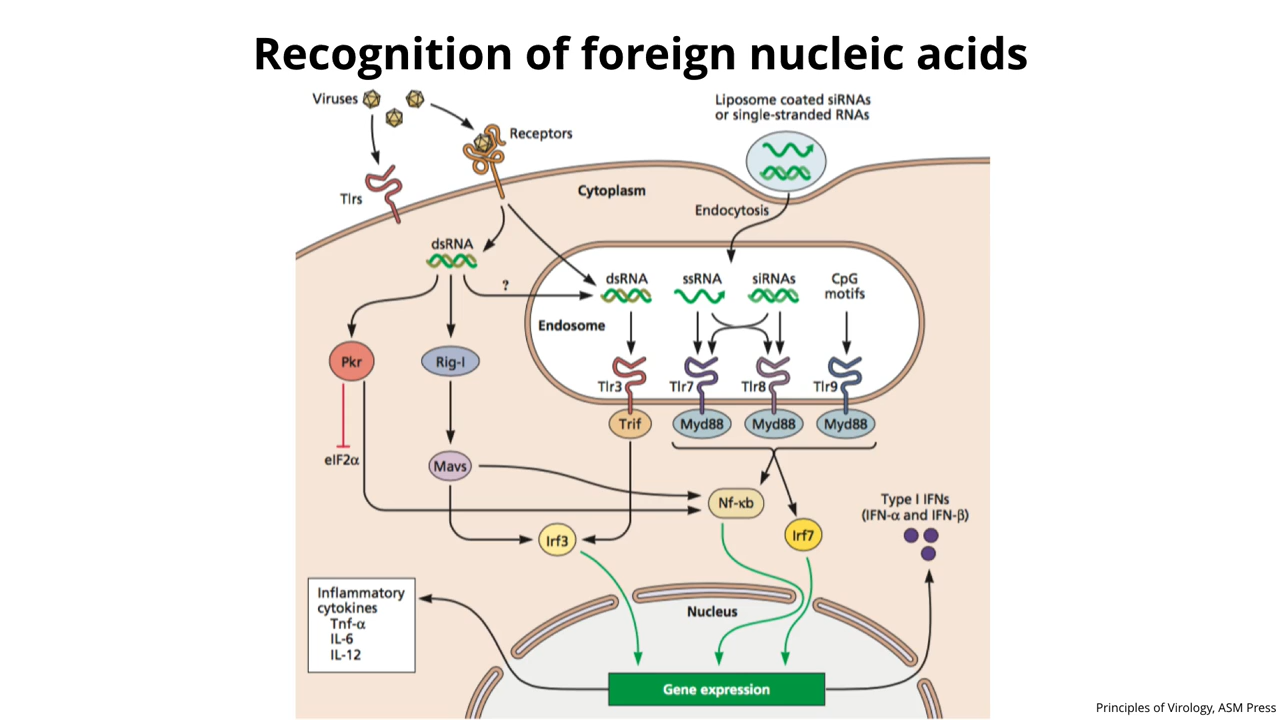 Recognition of foreign nucleic acids
Viruses
Receptors
Tlrs
Liposome coated siRNAs
or single-stranded RNAs
Cytoplasm
Endocytosis
dsRNA
?
dsRNA
ssRNA
siRNAs
CpG
motifs
Endosome
Pkr
Rig-I
Tlr3
Tlr7
Tlr8
Tlr9
Trif
Myd88
Myd88
Myd88
eIF2α
Mavs
Nf-κb
Irf3
Irf7
Type I IFNs
(IFN-α and IFN-β)
Inflammatory
cytokines
Tnf-α
IL-6
IL-12
Nucleus
Gene expression
Principles of Virology, ASM Press